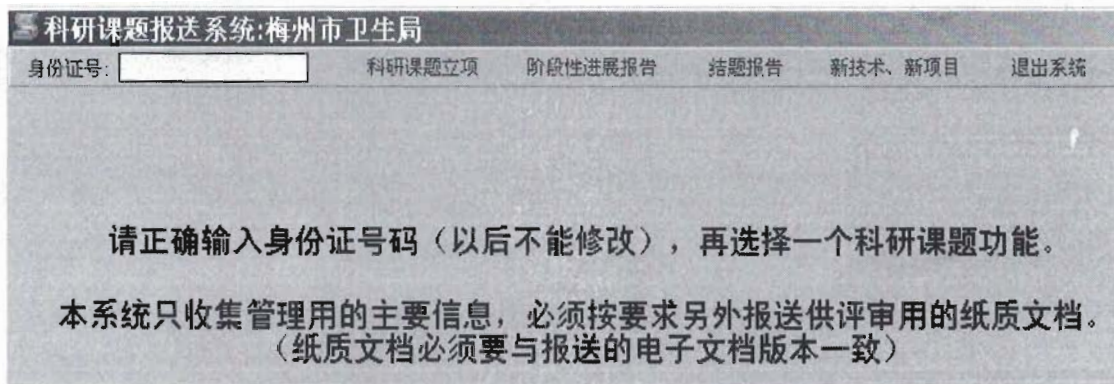 科研课题报送系统:梅州市卫生局
身份证号: 科研课题立项 阶段性进展报告 结题报告 新技术、新项目 退出系统
请正确输入身份证号码（以后不能修改），再选择一个科研课题功能。
本系统只收集管理用的主要信息，必须按要求另外报送供评审用的纸质文档。
（纸质文档必须要与报送的电子文档版本一致）